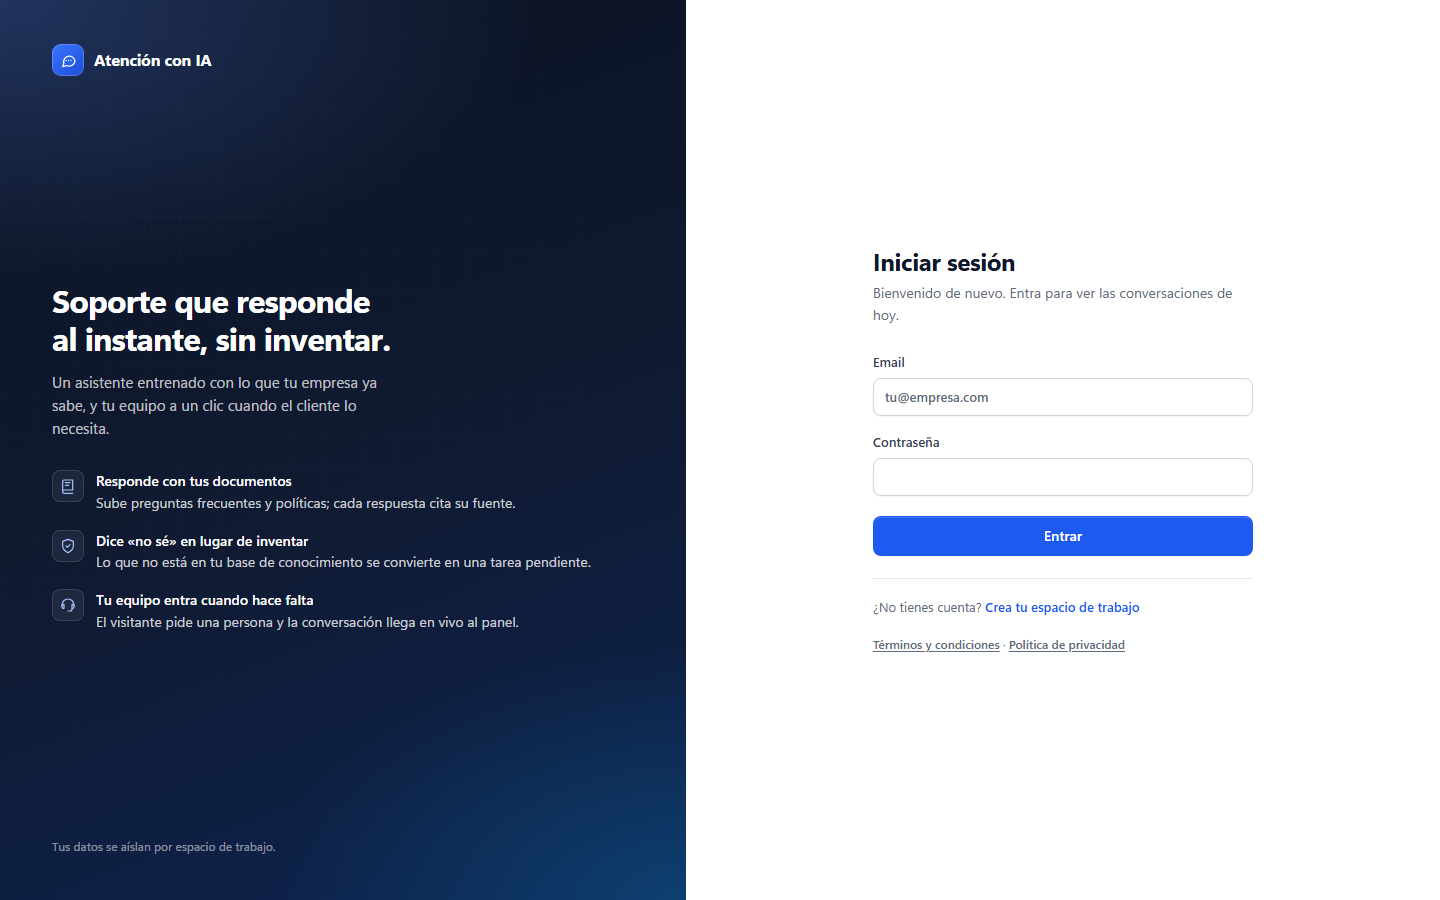 Atención con IA
Soporte que responde
al instante, sin inventar.
Un asistente entrenado con lo que tu empresa ya
sabe, y tu equipo a un clic cuando el cliente lo
necesita.
Responde con tus documentos
Sube preguntas frecuentes y políticas; cada respuesta cita su fuente.
Dice «no sé» en lugar de inventar
Lo que no está en tu base de conocimiento se convierte en una tarea pendiente.
Tu equipo entra cuando hace falta
El visitante pide una persona y la conversación llega en vivo al panel.
Tus datos se aíslan por espacio de trabajo.
Iniciar sesión
Bienvenido de nuevo. Entra para ver las conversaciones de
hoy.
Email
tu@empresa.com
Contraseña
Entrar
¿No tienes cuenta? Crea tu espacio de trabajo
Términos y condiciones · Política de privacidad